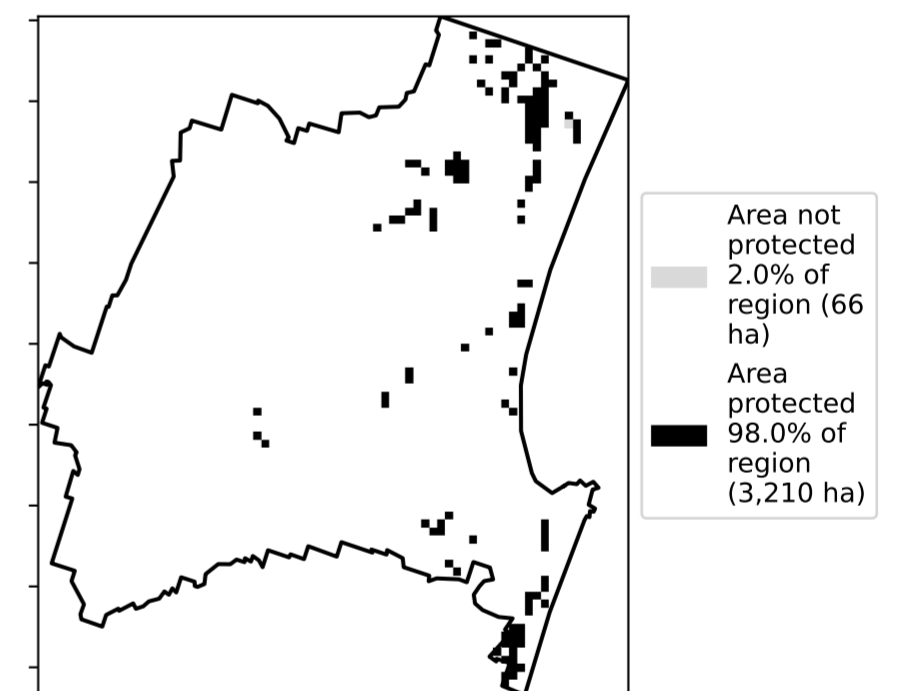 Area not
protected
2.0% of
region (66
ha)
Area
protected
98.0% of
region
(3,210 ha)